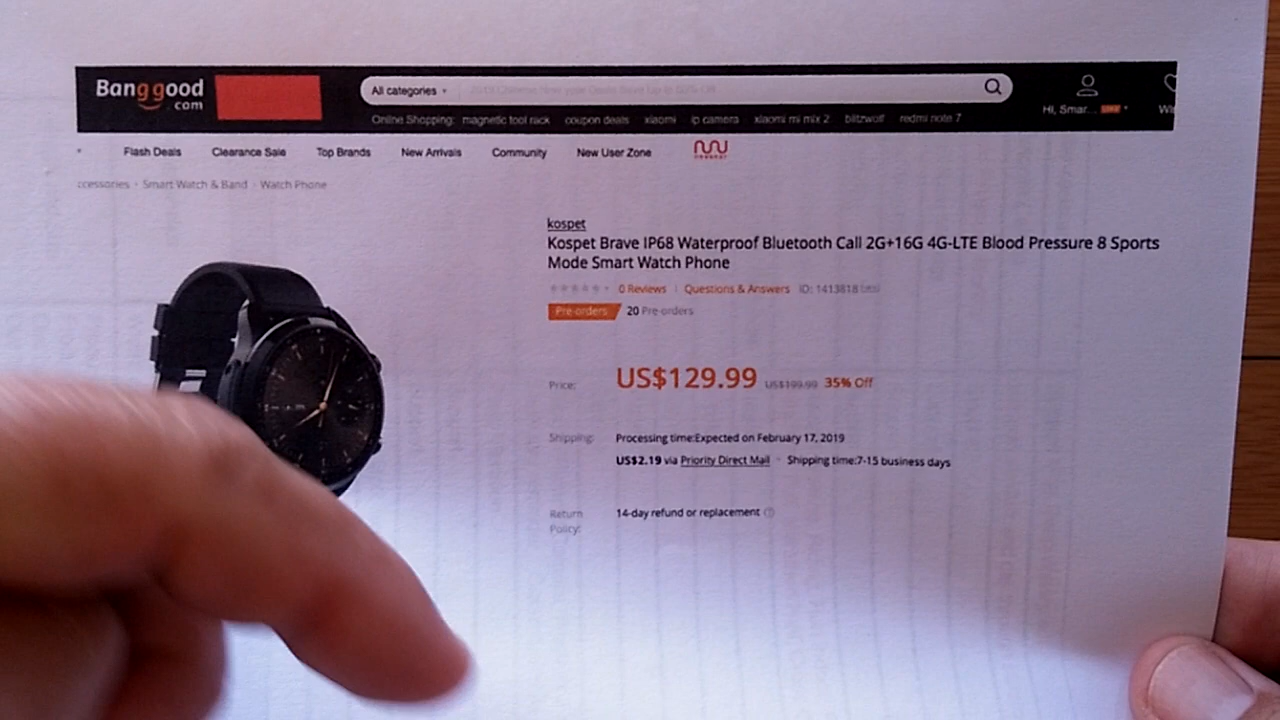 Banggood
.com
All categories
Online Shopping: magnetic tool rack coupon deals xiaomi ip camera xiaomi mi mix 2 blitzwolf redmi note 7
Hi, Smar...
Flash Deals Clearance Sale Top Brands New Arrivals Community New User Zone
ccessories Smart Watch & Band Watch Phone
kospet
Kospet Brave IP68 Waterproof Bluetooth Call 2G+16G 4G-LTE Blood Pressure 8 Sports
Mode Smart Watch Phone
0 Reviews Questions & Answers ID: 1413818
Pre-orders 20 Pre-orders
Price: US$129.99 US$199.99 35% Off
Shipping: Processing time:Expected on February 17, 2019
US$2.19 via Priority Direct Mail Shipping time:7-15 business days
Return 14-day refund or replacement
Policy: